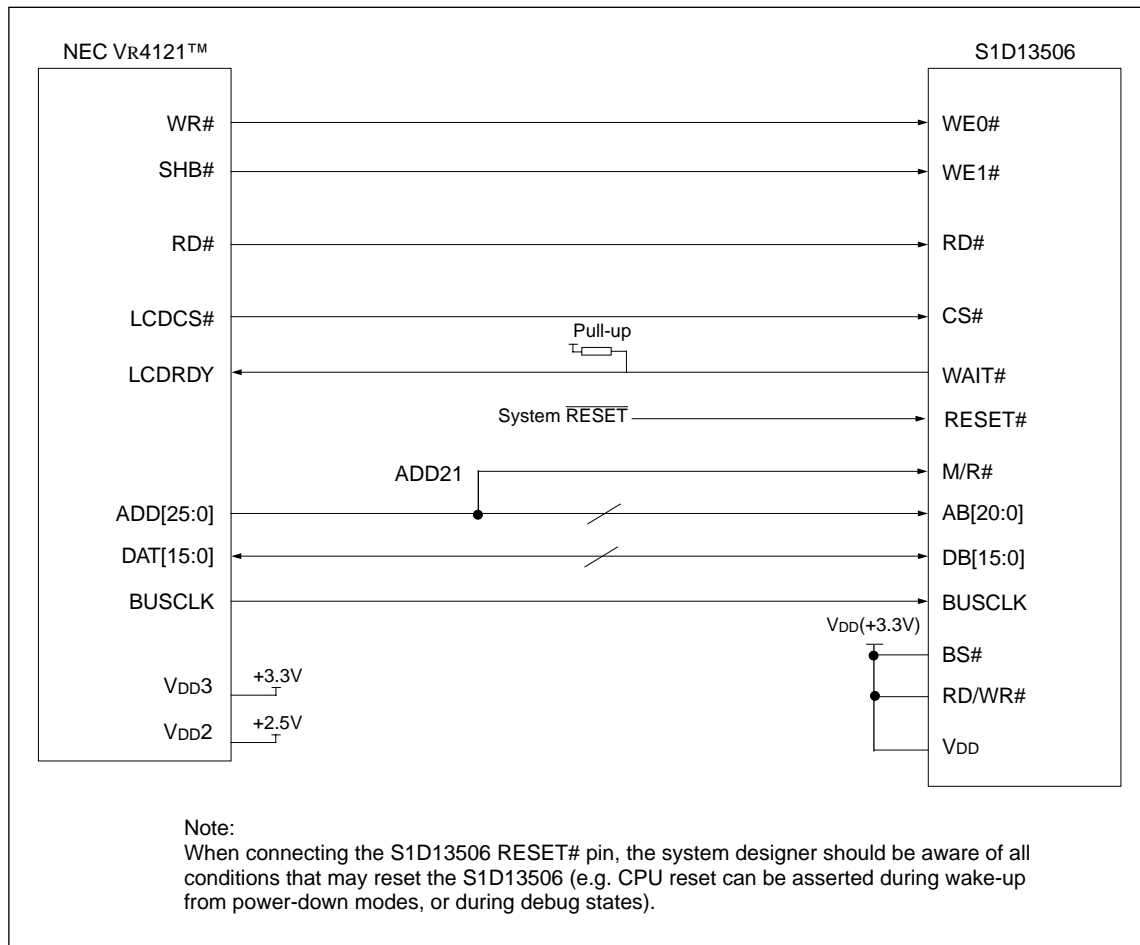 NEC VR4121™ S1D13506
WR# WE0#
SHB# WE1#
RD# RD#
LCDCS# CS#
Pull-up
LCDRDY WAIT#
System RESET RESET#
ADD21 M/R#
ADD[25:0] AB[20:0]
DAT[15:0] DB[15:0]
BUSCLK BUSCLK
VDD(+3.3V)
BS#
VDD3 +3.3V RD/WR#
VDD2 +2.5V VDD
Note:
When connecting the S1D13506 RESET# pin, the system designer should be aware of all
conditions that may reset the S1D13506 (e.g. CPU reset can be asserted during wake-up
from power-down modes, or during debug states).